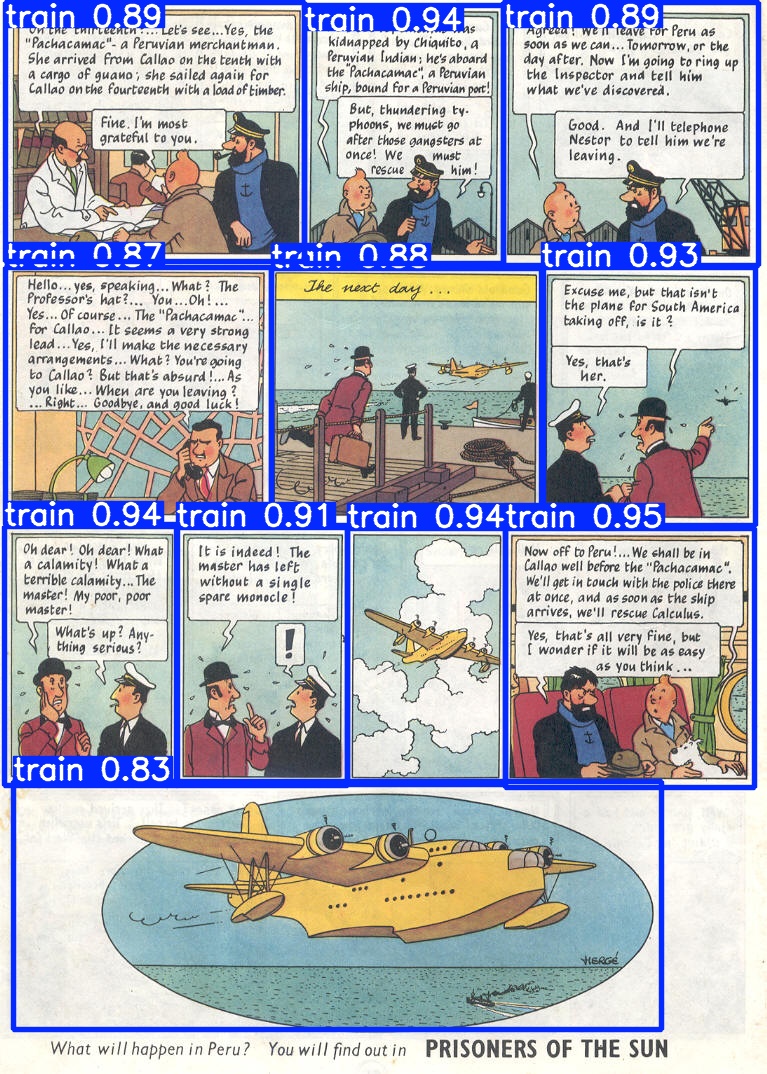 train 0.89
On the thirteenth?... Let's see...Yes, the
"Pachacamac"- a Peruvian merchantman.
She arrived from Callao on the tenth with
a cargo of guano; she sailed again for
Callao on the fourteenth with a load of timber.
Fine. I'm most
grateful to you.
train 0.94
was
kidnapped by Chiquito, a
Peruvian Indian; he's aboard
the "Pachacamac", a Peruvian
ship, bound for a Peruvian port!
But, thundering ty-
phoons, we must go
after those gangsters at
once! We must
rescue him!
train 0.89
Agreed! We'll leave for Peru as
soon as we can... Tomorrow, or the
day after. Now I'm going to ring up
the Inspector and tell him
what we've discovered.
Good. And I'll telephone
Nestor to tell him we're
leaving.
train 0.87
Hello... yes, speaking... What? The
Professor's hat?... You...Oh!...
Yes... Of course... The "Pachacamac"...
for Callao... It seems a very strong
lead...Yes, I'll make the necessary
arrangements... What? You're going
to Callao? But that's absurd!... As
you like... When are you leaving?
...Right... Goodbye, and good luck!
train 0.88
The next day...
train 0.93
Excuse me, but that isn't
the plane for South America
taking off, is it?
Yes, that's
her.
train 0.94
Oh dear! Oh dear! What
a calamity! What a
terrible calamity...The
master! My poor, poor
master!
What's up? Any-
thing serious?
train 0.91
It is indeed! The
master has left
without a single
spare monocle!
!
train 0.94
train 0.95
Now off to Peru!... We shall be in
Callao well before the "Pachacamac".
We'll get in touch with the police there
at once, and as soon as the ship
arrives, we'll rescue Calculus.
Yes, that's all very fine, but
I wonder if it will be as easy
as you think...
train 0.83
HERGÉ
What will happen in Peru? You will find out in PRISONERS OF THE SUN